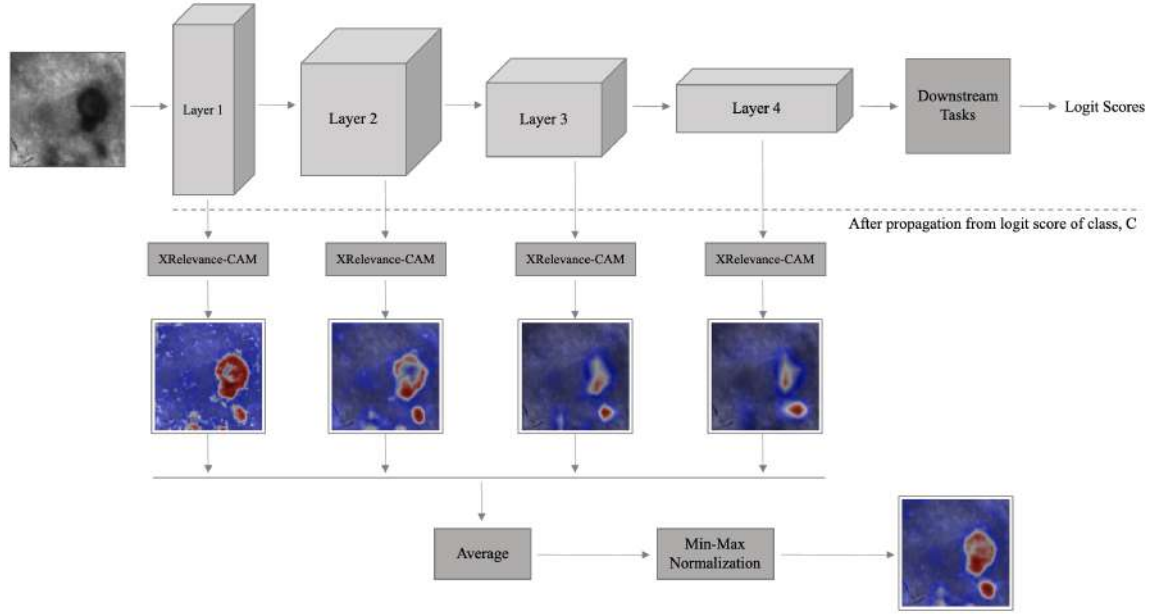 Layer 1
Layer 2
Layer 3
Layer 4
Downstream
Tasks
Logit Scores
After propagation from logit score of class, C
XRelevance-CAM
XRelevance-CAM
XRelevance-CAM
XRelevance-CAM
Average
Min-Max
Normalization